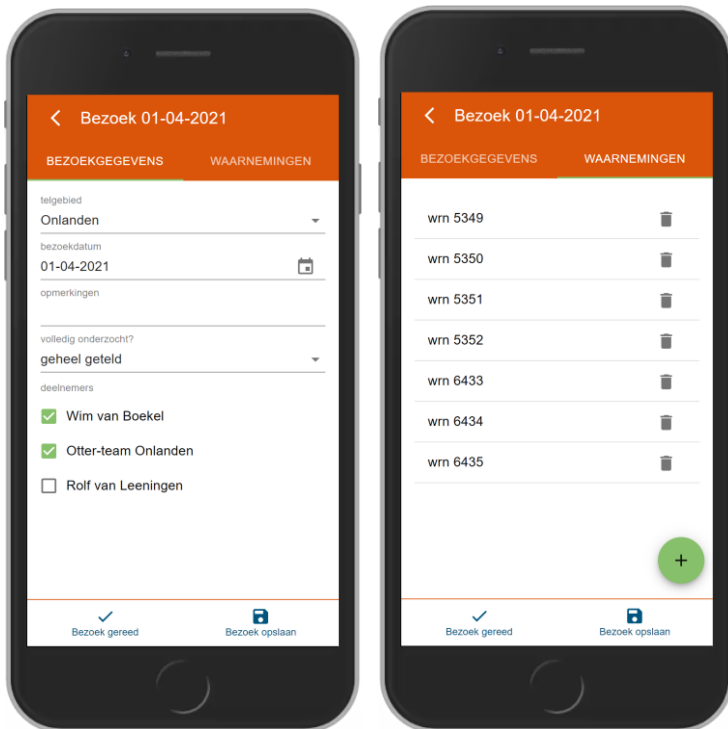 Bezoek 01-04-2021
BEZOEKGEGEVENS WAARNEMINGEN
telgebied
Onlanden
bezoekdatum
01-04-2021
opmerkingen
volledig onderzocht?
geheel geteld
deelnemers
Wim van Boekel
Otter-team Onlanden
Rolf van Leeningen
Bezoek gereed Bezoek opslaan
Bezoek 01-04-2021
BEZOEKGEGEVENS WAARNEMINGEN
wrn 5349
wrn 5350
wrn 5351
wrn 5352
wrn 6433
wrn 6434
wrn 6435
+
Bezoek gereed Bezoek opslaan